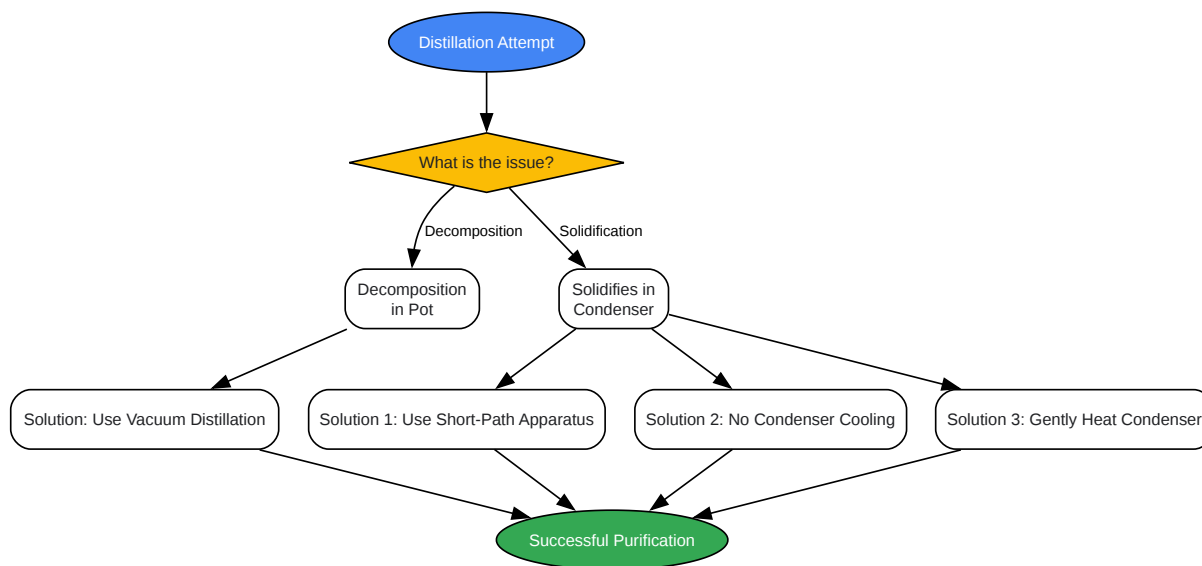 Distillation Attempt
What is the issue?
Decomposition
Solidification
Decomposition
in Pot
Solidifies in
Condenser
Solution: Use Vacuum Distillation
Solution 1: Use Short-Path Apparatus
Solution 2: No Condenser Cooling
Solution 3: Gently Heat Condenser
Successful Purification